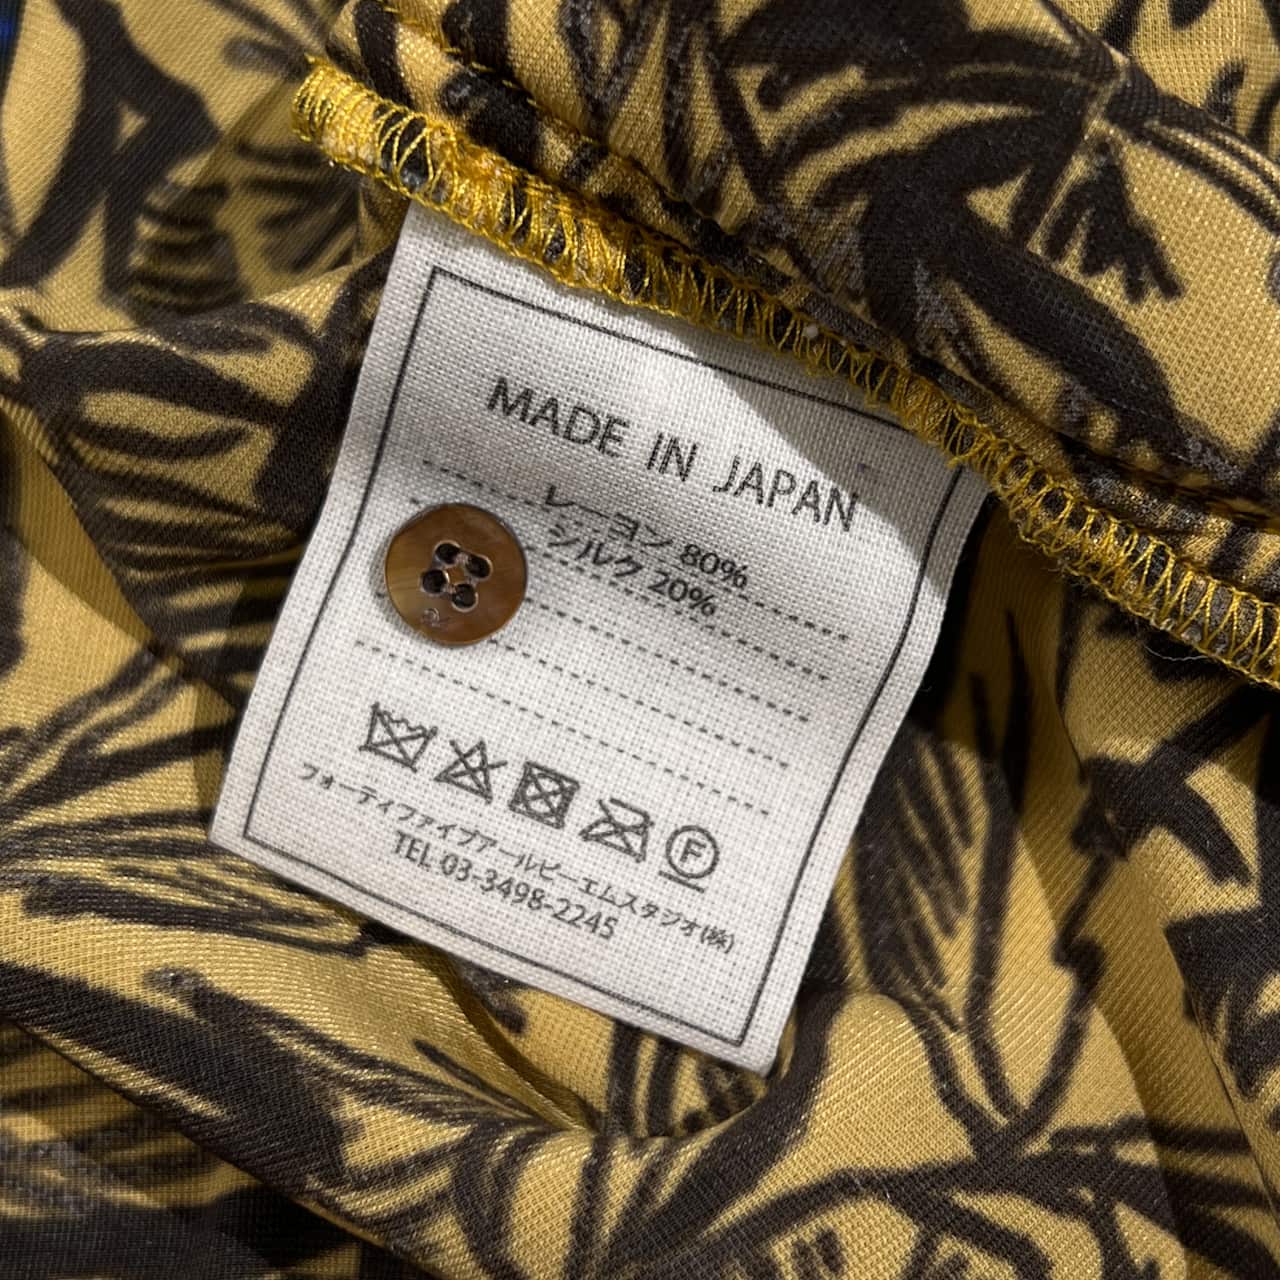 MADE IN JAPAN
レーヨン 80%
シルク 20%
F
フォーティファイブアールピーエムスタジオ(株)
TEL 03-3498-2245